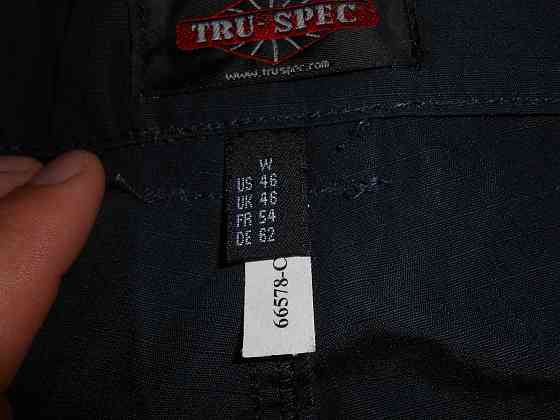 TRU-SPEC
www.truspec.com
W
US 46
UK 46
FR 54
DE 62
66578-C